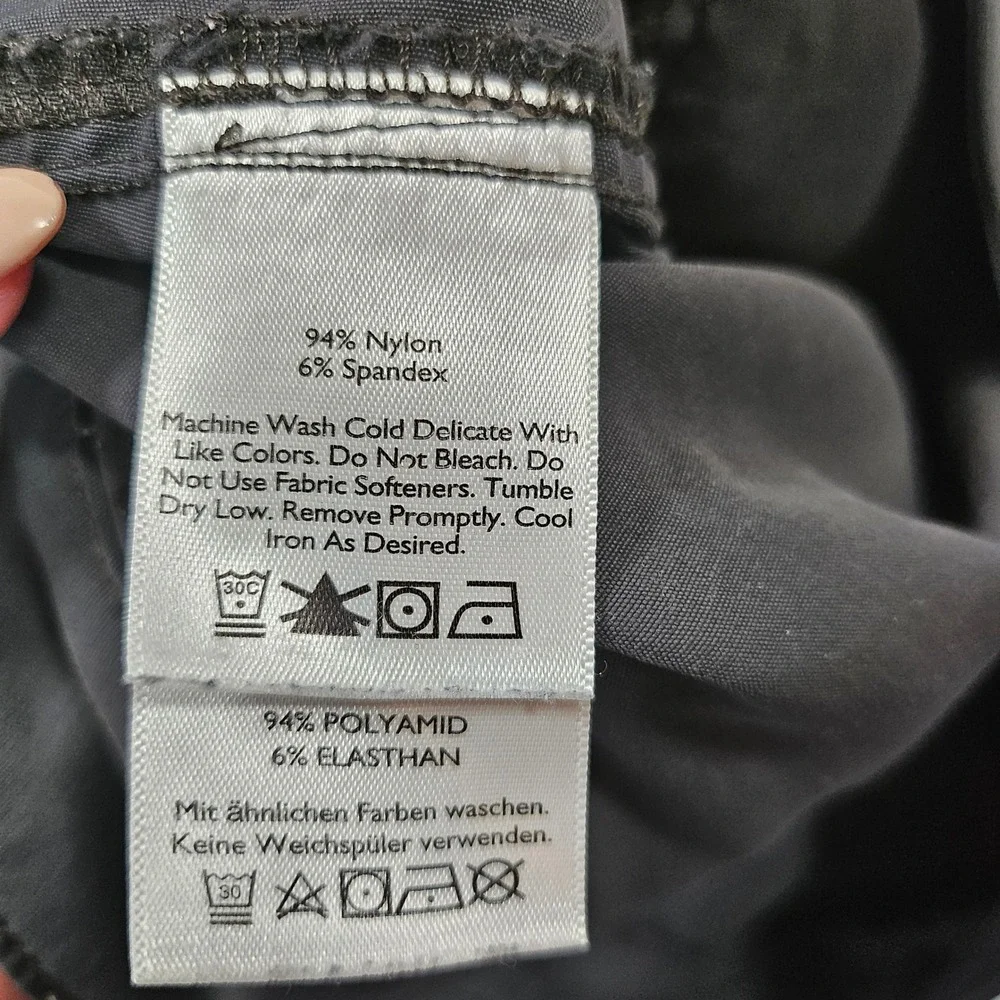 94% Nylon
6% Spandex
Machine Wash Cold Delicate With
Like Colors. Do Not Bleach. Do
Not Use Fabric Softeners. Tumble
Dry Low. Remove Promptly. Cool
Iron As Desired.
30C
94% POLYAMID
6% ELASTHAN
Mit ähnlichen Farben waschen.
Keine Weichspüler verwenden.
30